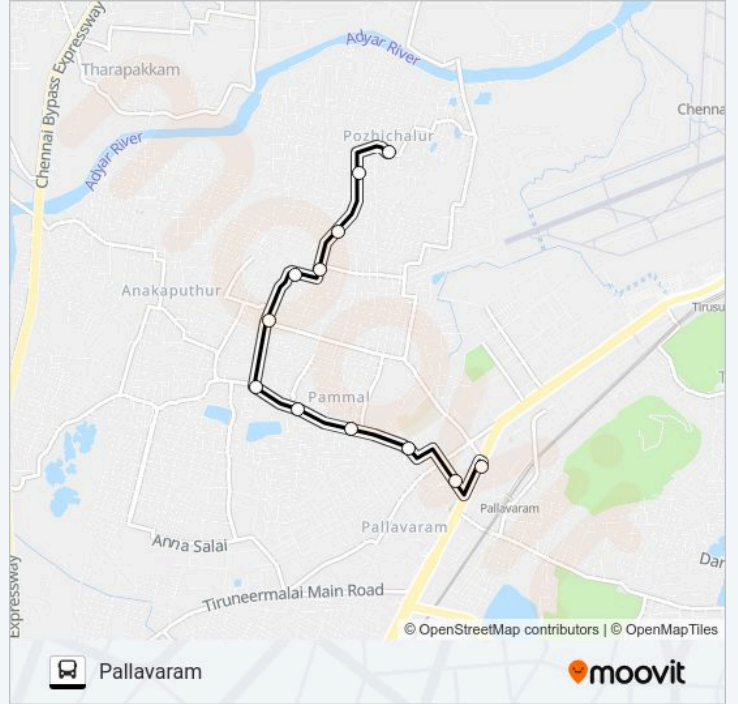 Chennai Bypass Expressway
Tharapakkam
Adyar River
Adyar River
Pozhichalur
Chenna
Anakaputhur
Tirusu
T
Pammal
Pallavaram
Pallavaram
Anna Salai
Dar
Tiruneermalai Main Road
Expressway
© OpenStreetMap contributors | © OpenMapTiles
Pallavaram
moovit